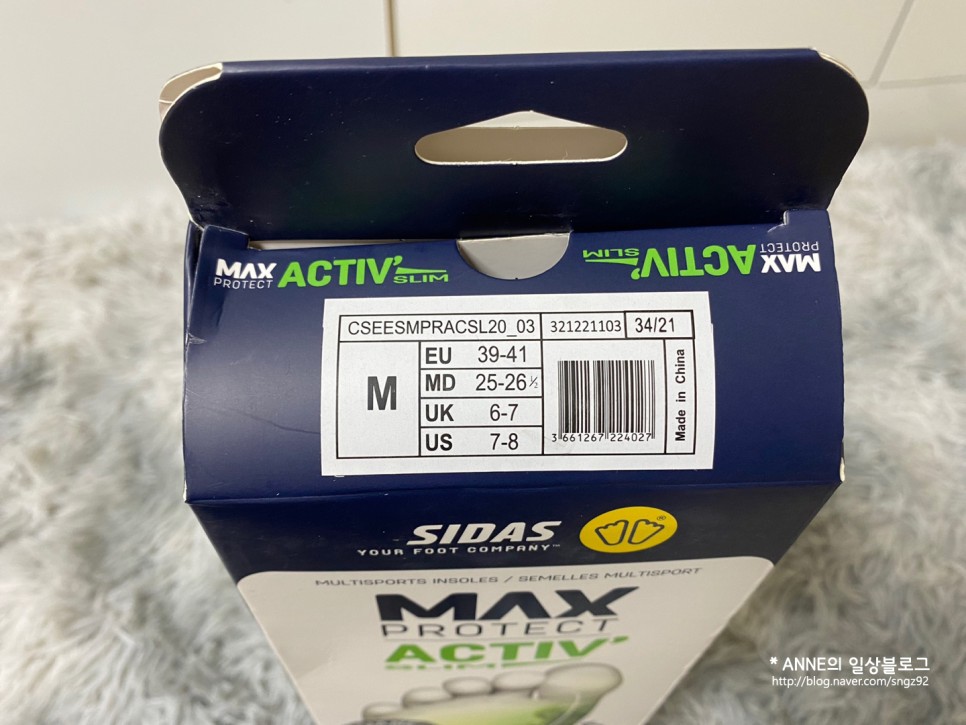 MAX PROTECT ACTIV' SLIM
MAX PROTECT ACTIV' SLIM
CSEESMPRACSL20_03 321221103 34/21
M
EU 39-41
MD 25-26½
UK 6-7
US 7-8
3 661267 224027
Made in China
SIDAS
YOUR FOOT COMPANY™
®
MULTISPORTS INSOLES / SEMELLES MULTISPORT
MAX
PROTECT
ACTIV'
SLIM
* ANNE의 일상블로그
http://blog.naver.com/sngz92